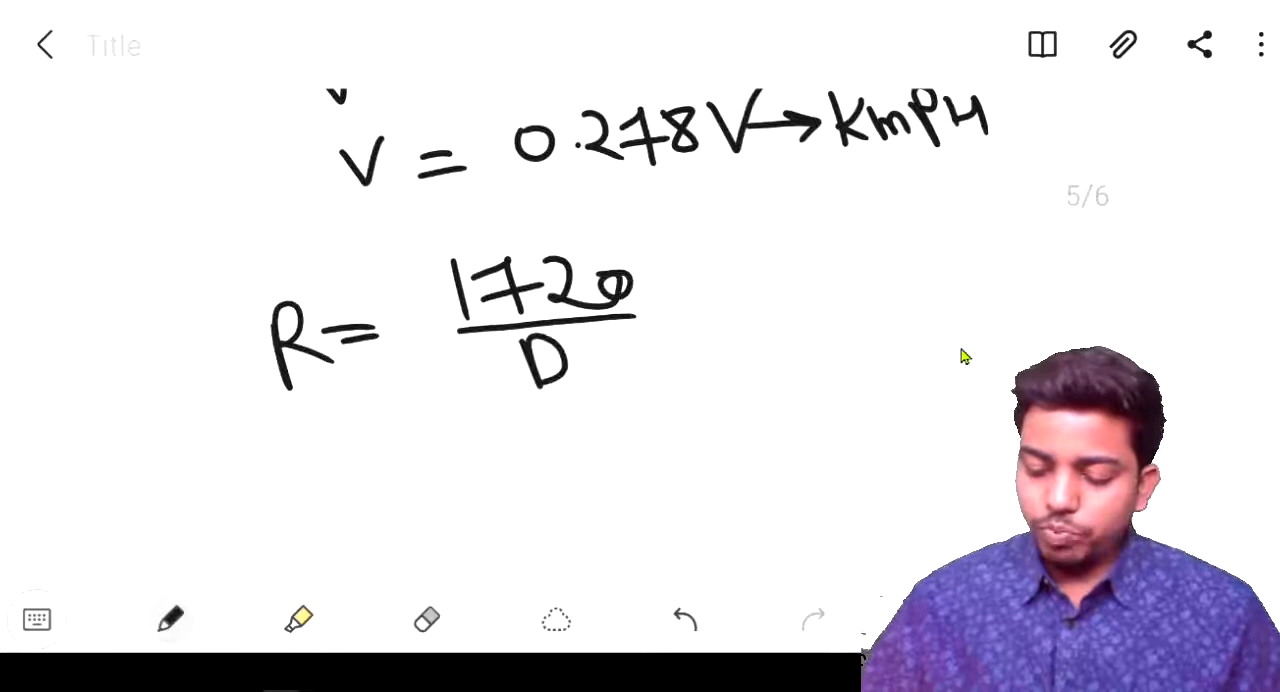 Title
v = 0.278V → KmPH
5/6
R = 1720
D